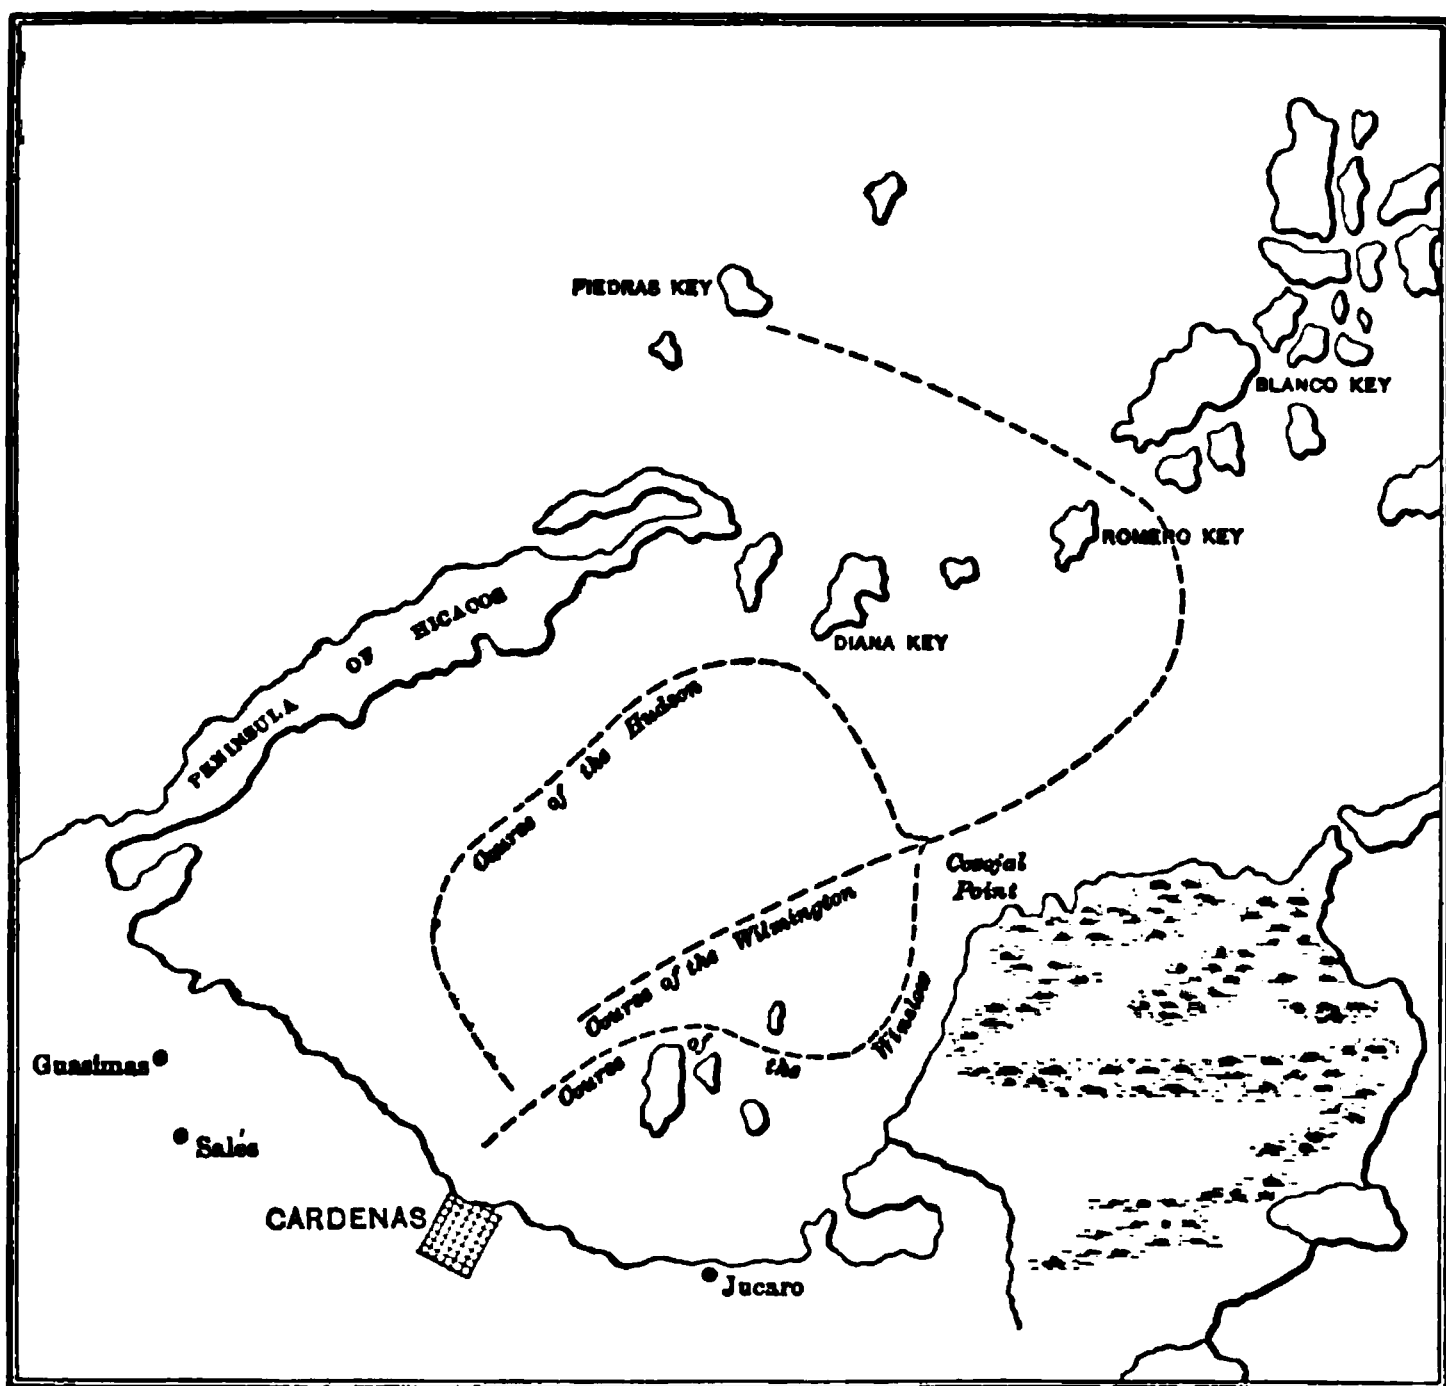 PIEDRAS KEY
BLANCO KEY
ROMERO KEY
DIANA KEY
PENINSULA OF HICACOS
Course of the Hudson
Course of the Wilmington
Course of the Winslow
Point
Guasimas
Salés
CARDENAS
Jucaro